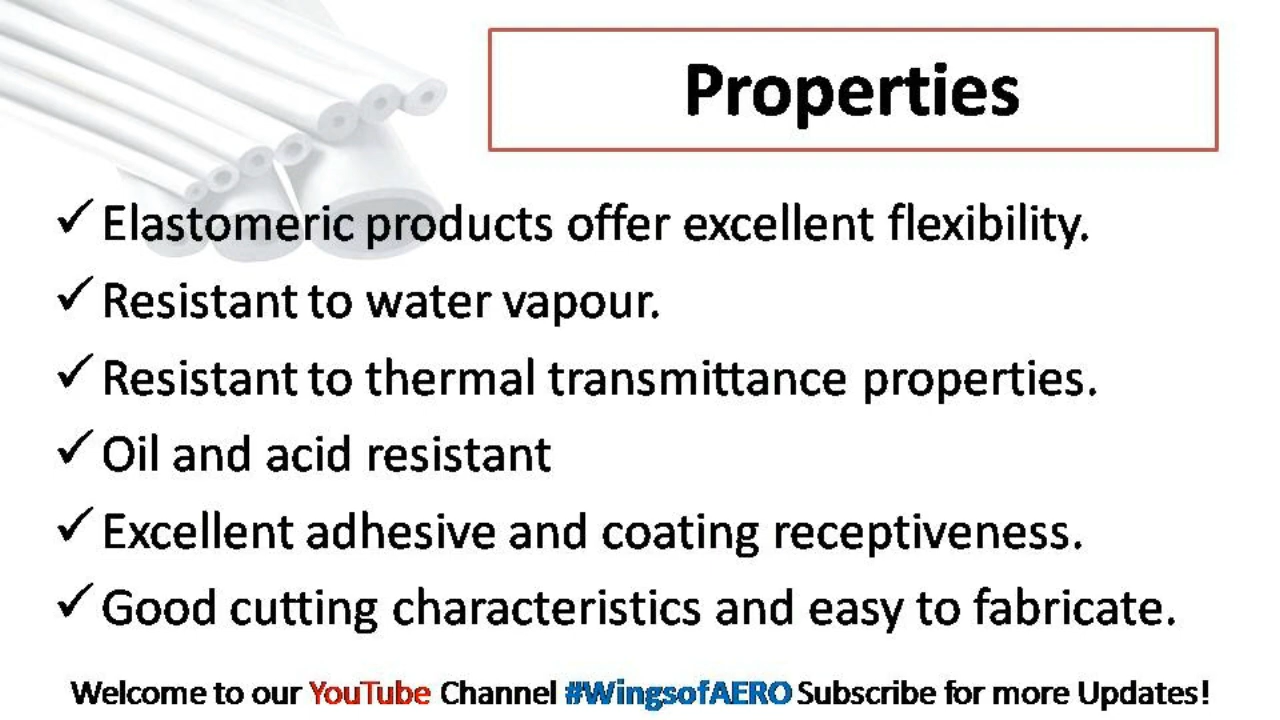 Properties
✓ Elastomeric products offer excellent flexibility.
✓ Resistant to water vapour.
✓ Resistant to thermal transmittance properties.
✓ Oil and acid resistant
✓ Excellent adhesive and coating receptiveness.
✓ Good cutting characteristics and easy to fabricate.
Welcome to our YouTube Channel #WingsofAERO Subscribe for more Updates!